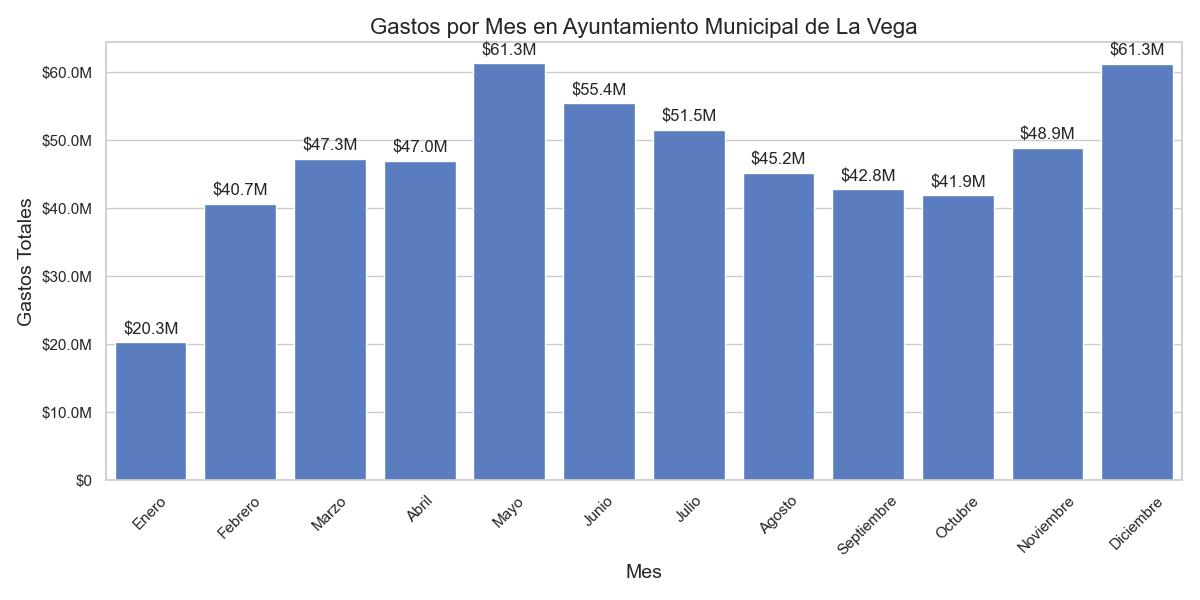 Gastos por Mes en Ayuntamiento Municipal de La Vega
Gastos Totales
$60.0M
$50.0M
$40.0M
$30.0M
$20.0M
$10.0M
$0
$20.3M
$40.7M
$47.3M
$47.0M
$61.3M
$55.4M
$51.5M
$45.2M
$42.8M
$41.9M
$48.9M
$61.3M
Enero
Febrero
Marzo
Abril
Mayo
Junio
Julio
Agosto
Septiembre
Octubre
Noviembre
Diciembre
Mes